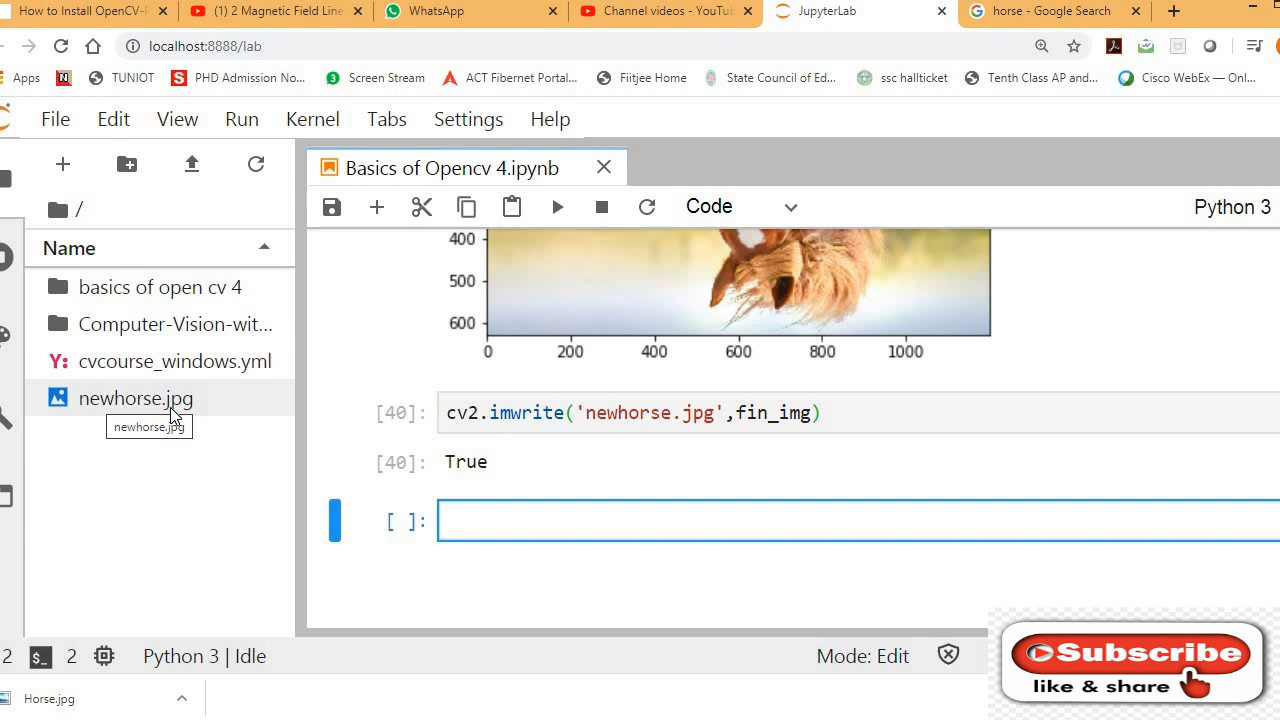 How to Install OpenCV-P
(1) 2 Magnetic Field Line
WhatsApp
Channel videos - YouTu
JupyterLab
horse - Google Search
localhost:8888/lab
Apps
N
TUNIOT
S PHD Admission No...
3 Screen Stream
ACT Fibernet Portal...
Fiitjee Home
State Council of Ed...
ssc hallticket
Tenth Class AP and...
Cisco WebEx — Onl...
File Edit View Run Kernel Tabs Settings Help
Basics of Opencv 4.ipynb
/
Code
Python 3
Name
basics of open cv 4
Computer-Vision-wit...
Y: cvcourse_windows.yml
newhorse.jpg
newhorse.jpg
400
500
600
0 200 400 600 800 1000
[40]: cv2.imwrite('newhorse.jpg',fin_img)
[40]: True
[ ]:
2 $_ 2 Python 3 | Idle
Mode: Edit
Horse.jpg
Subscribe
like & share